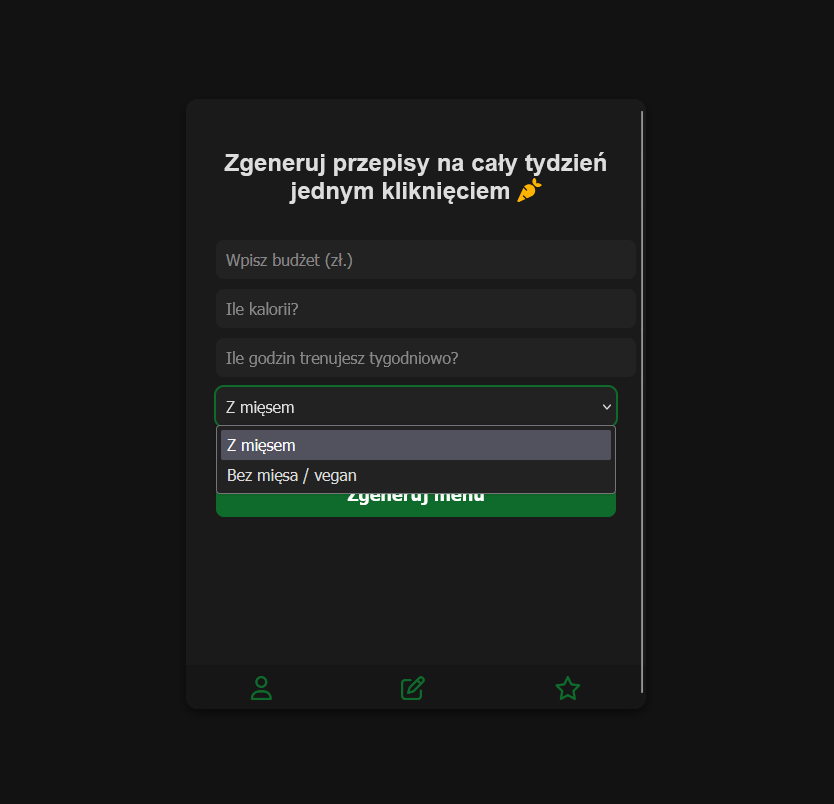 Zgeneruj przepisy na cały tydzień
jednym kliknięciem 🥕
Wpisz budżet (zł.)
Ile kalorii?
Ile godzin trenujesz tygodniowo?
Z mięsem
Z mięsem
Bez mięsa / vegan
Zgeneruj menu